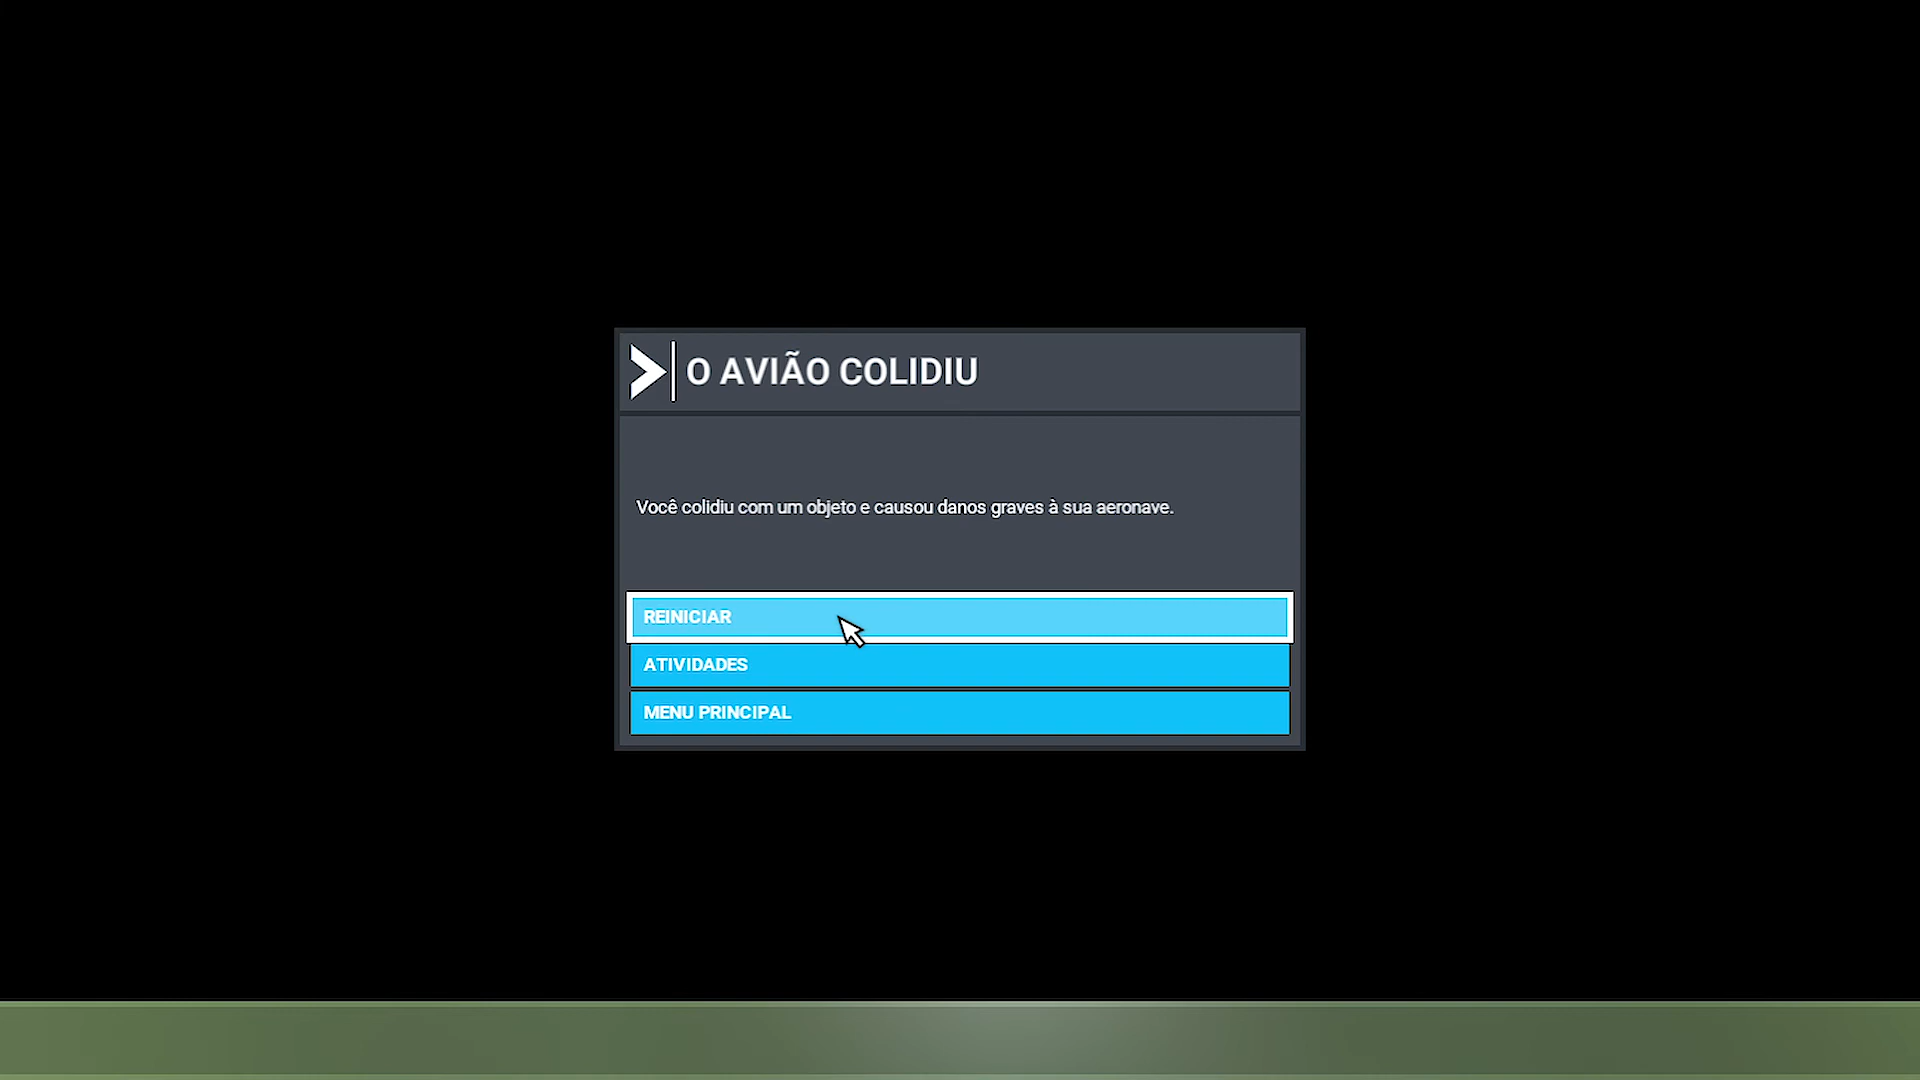 O AVIÃO COLIDIU
Você colidiu com um objeto e causou danos graves à sua aeronave.
REINICIAR
ATIVIDADES
MENU PRINCIPAL